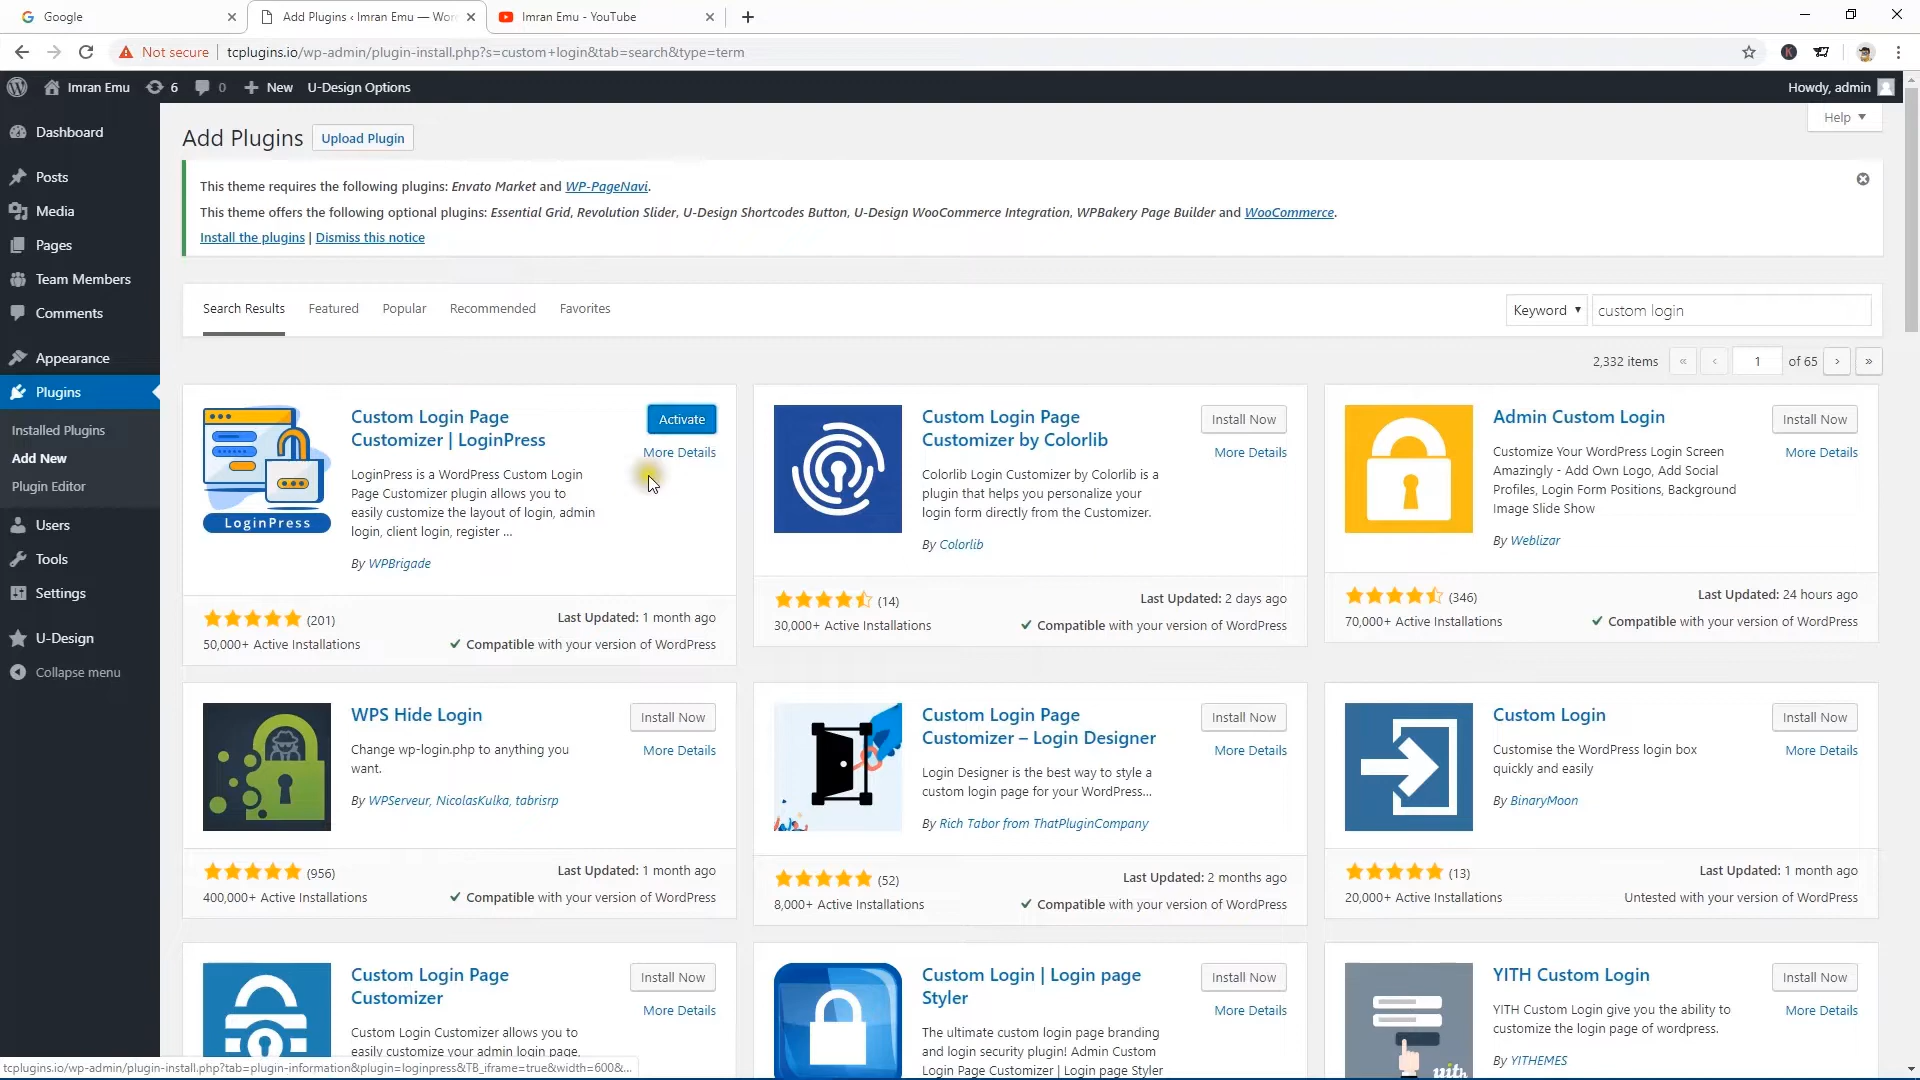 Google
Add Plugins ‹ Imran Emu — Wor
Imran Emu - YouTube
Not secure
tcplugins.io/wp-admin/plugin-install.php?s=custom+login&tab=search&type=term
Imran Emu
6
0
New
U-Design Options
Howdy, admin
Help
Dashboard
Posts
Media
Pages
Team Members
Comments
Appearance
Plugins
Installed Plugins
Add New
Plugin Editor
Users
Tools
Settings
U-Design
Collapse menu
Add Plugins
Upload Plugin
This theme requires the following plugins: Envato Market and WP-PageNavi.
This theme offers the following optional plugins: Essential Grid, Revolution Slider, U-Design Shortcodes Button, U-Design WooCommerce Integration, WPBakery Page Builder and WooCommerce.
Install the plugins | Dismiss this notice
Search Results
Featured
Popular
Recommended
Favorites
Keyword
custom login
2,332 items
«
‹
1
of 65
›
»
LoginPress
Custom Login Page
Customizer | LoginPress
Activate
More Details
LoginPress is a WordPress Custom Login
Page Customizer plugin allows you to
easily customize the layout of login, admin
login, client login, register ...
By WPBrigade
(201)
Last Updated: 1 month ago
50,000+ Active Installations
Compatible with your version of WordPress
Custom Login Page
Customizer by Colorlib
Install Now
More Details
Colorlib Login Customizer by Colorlib is a
plugin that helps you personalize your
login form directly from the Customizer.
By Colorlib
(14)
Last Updated: 2 days ago
30,000+ Active Installations
Compatible with your version of WordPress
Admin Custom Login
Install Now
More Details
Customize Your WordPress Login Screen
Amazingly - Add Own Logo, Add Social
Profiles, Login Form Positions, Background
Image Slide Show
By Weblizar
(346)
Last Updated: 24 hours ago
70,000+ Active Installations
Compatible with your version of WordPress
WPS Hide Login
Install Now
More Details
Change wp-login.php to anything you
want.
By WPServeur, NicolasKulka, tabrisrp
(956)
Last Updated: 1 month ago
400,000+ Active Installations
Compatible with your version of WordPress
Custom Login Page
Customizer – Login Designer
Install Now
More Details
Login Designer is the best way to style a
custom login page for your WordPress...
By Rich Tabor from ThatPluginCompany
(52)
Last Updated: 2 months ago
8,000+ Active Installations
Compatible with your version of WordPress
Custom Login
Install Now
More Details
Customise the WordPress login box
quickly and easily
By BinaryMoon
(13)
Last Updated: 1 month ago
20,000+ Active Installations
Untested with your version of WordPress
Custom Login Page
Customizer
Install Now
More Details
Custom Login Customizer allows you to
easily customize your admin login page,
Custom Login | Login page
Styler
Install Now
More Details
The ultimate custom login page branding
and login security plugin! Admin Custom
Login Page Customizer | Login page Styler
YITH Custom Login
Install Now
More Details
YITH Custom Login give you the ability to
customize the login page of wordpress.
By YITHEMES
yith
tcplugins.io/wp-admin/plugin-install.php?tab=plugin-information&plugin=loginpress&TB_iframe=true&width=600&...